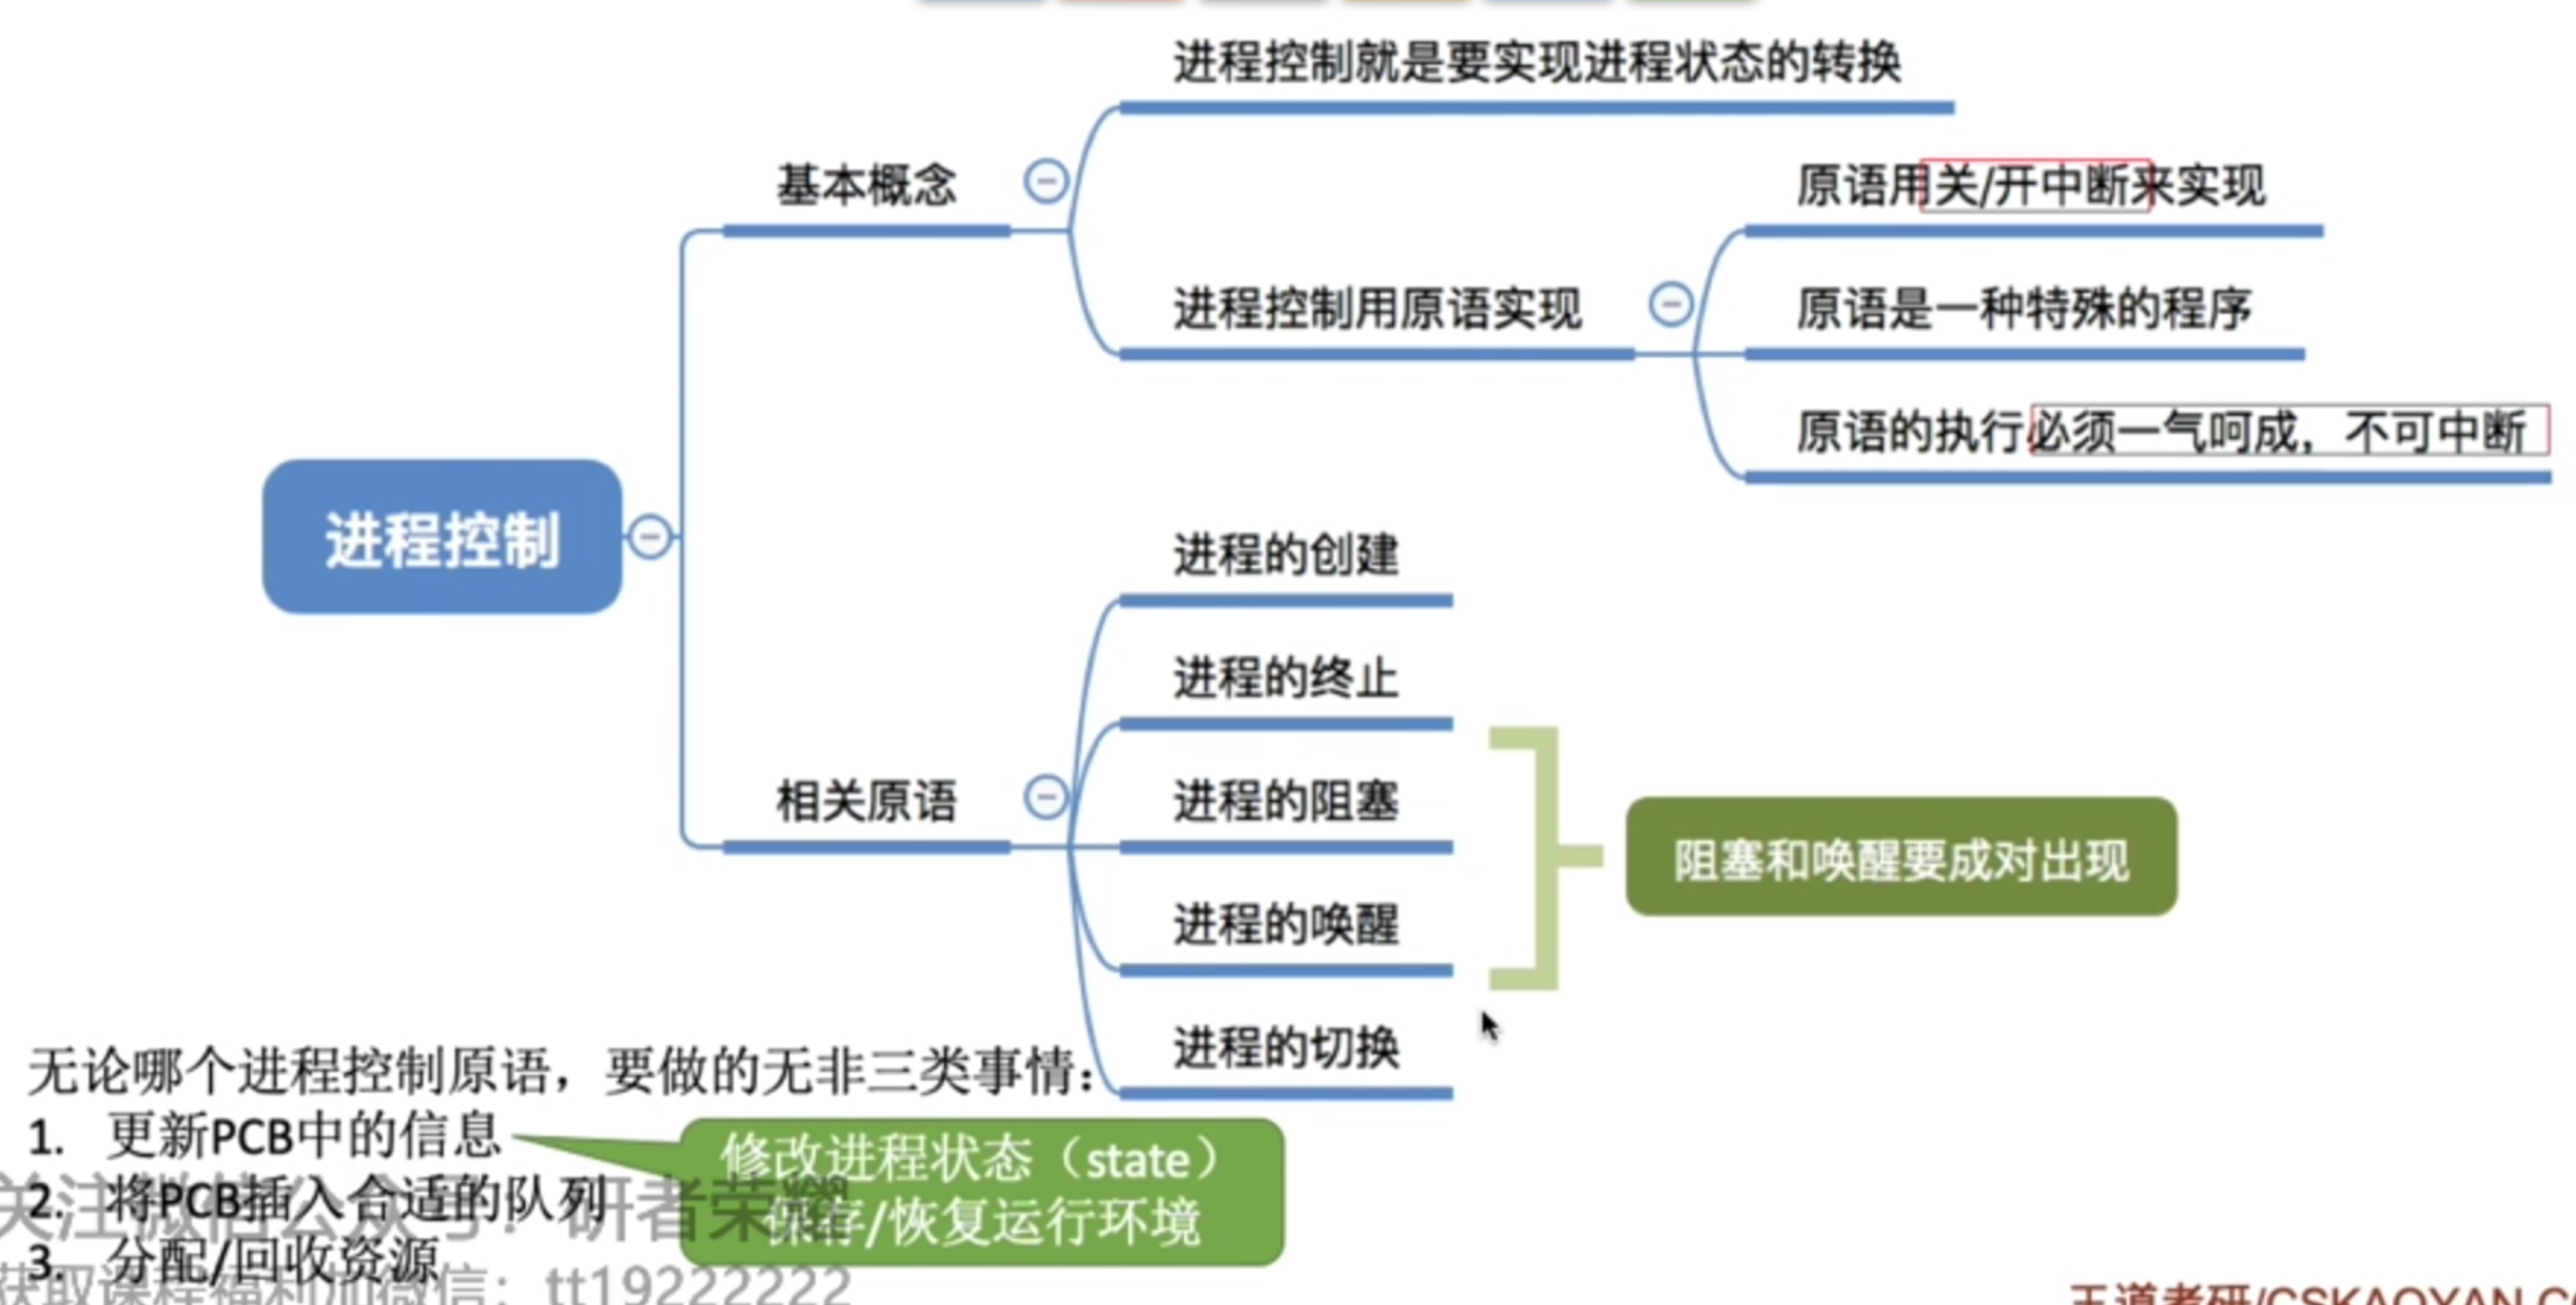 进程控制就是要实现进程状态的转换
基本概念
原语用关/开中断来实现
进程控制用原语实现
原语是一种特殊的程序
原语的执行必须一气呵成，不可中断
进程控制
进程的创建
进程的终止
相关原语
进程的阻塞
阻塞和唤醒要成对出现
进程的唤醒
进程的切换
无论哪个进程控制原语，要做的无非三类事情：
1. 更新PCB中的信息
修改进程状态（state）
保存/恢复运行环境
2. 将PCB插入合适的队列
关注微信公众号：研者荣耀
3. 分配/回收资源
获取课程福利加微信：tt19222222
王道考研/CSKAOYAN.C